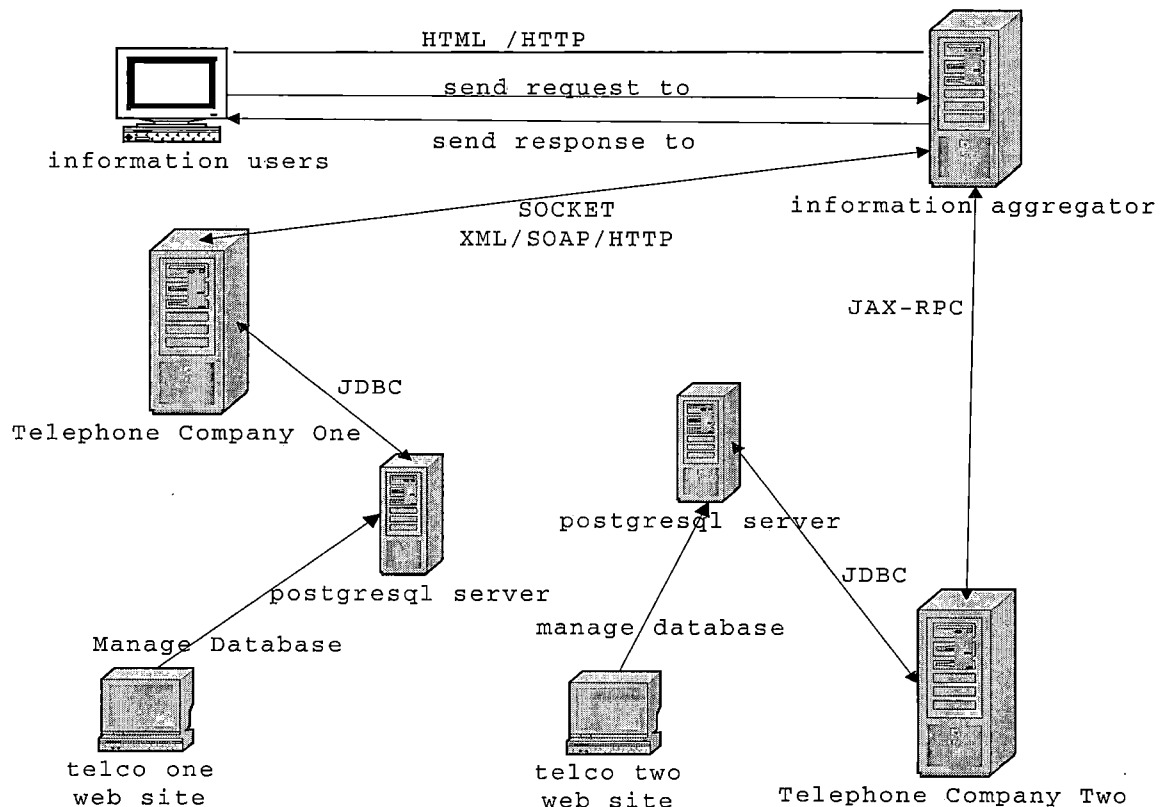 HTML /HTTP
send request to
send response to
information users
information aggregator
SOCKET
XML/SOAP/HTTP
JAX-RPC
JDBC
Telephone Company One
postgresql server
JDBC
postgresql server
manage database
Manage Database
telco one
web site
telco two
web site
Telephone Company Two